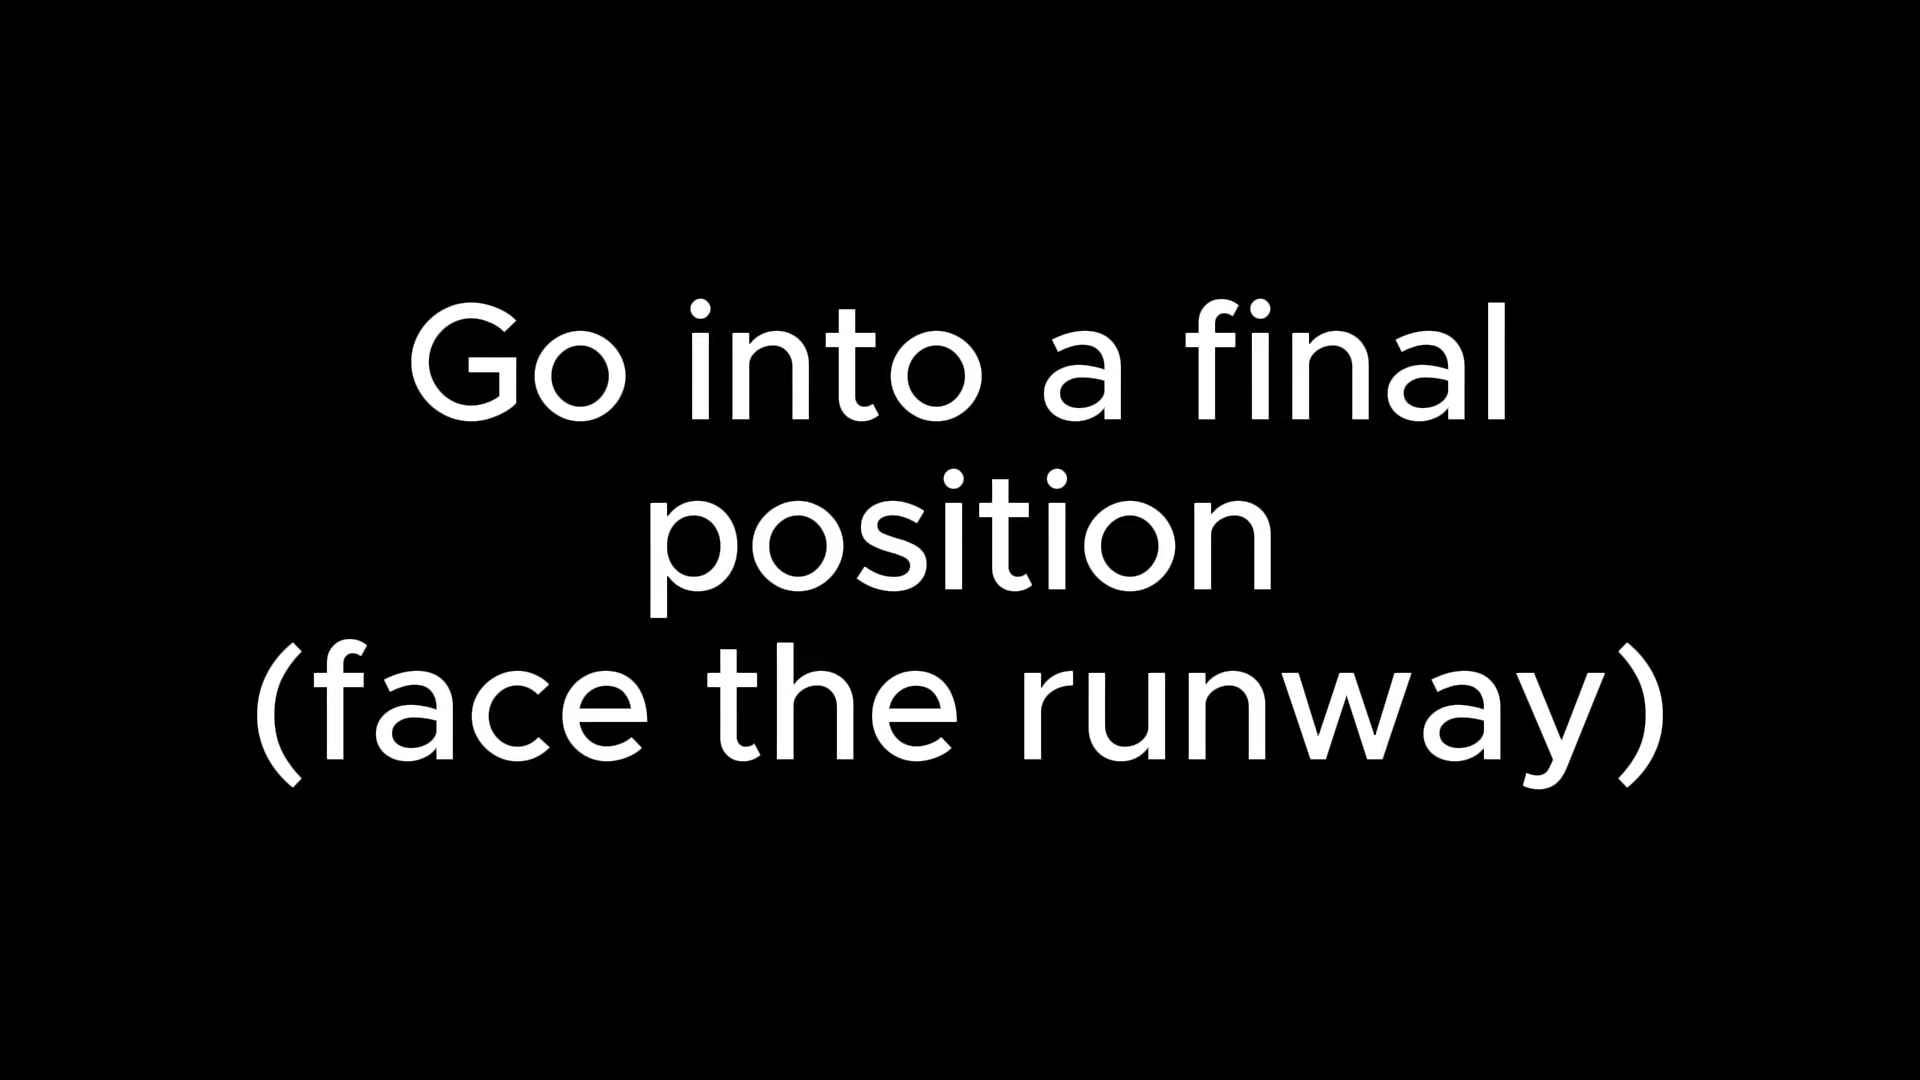 Go into a final
position
(face the runway)